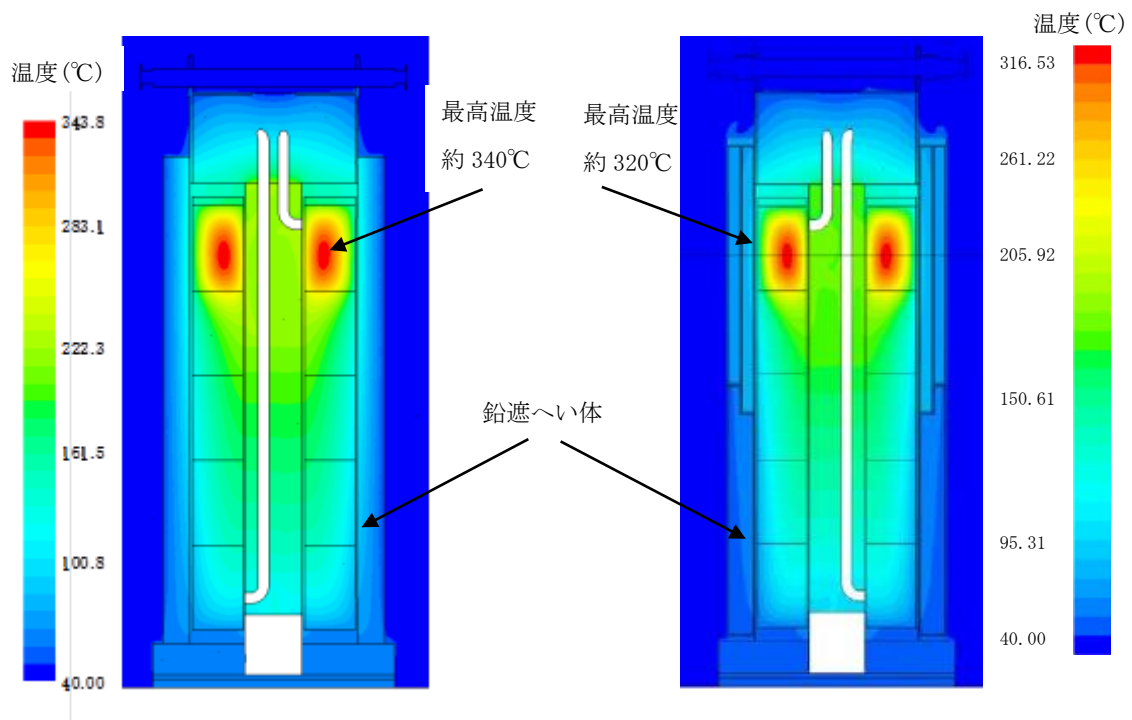 温度(℃)
343.8
283.1
222.3
161.5
100.8
40.00
最高温度
約 340℃
最高温度
約 320℃
鉛遮へい体
温度(℃)
316.53
261.22
205.92
150.61
95.31
40.00